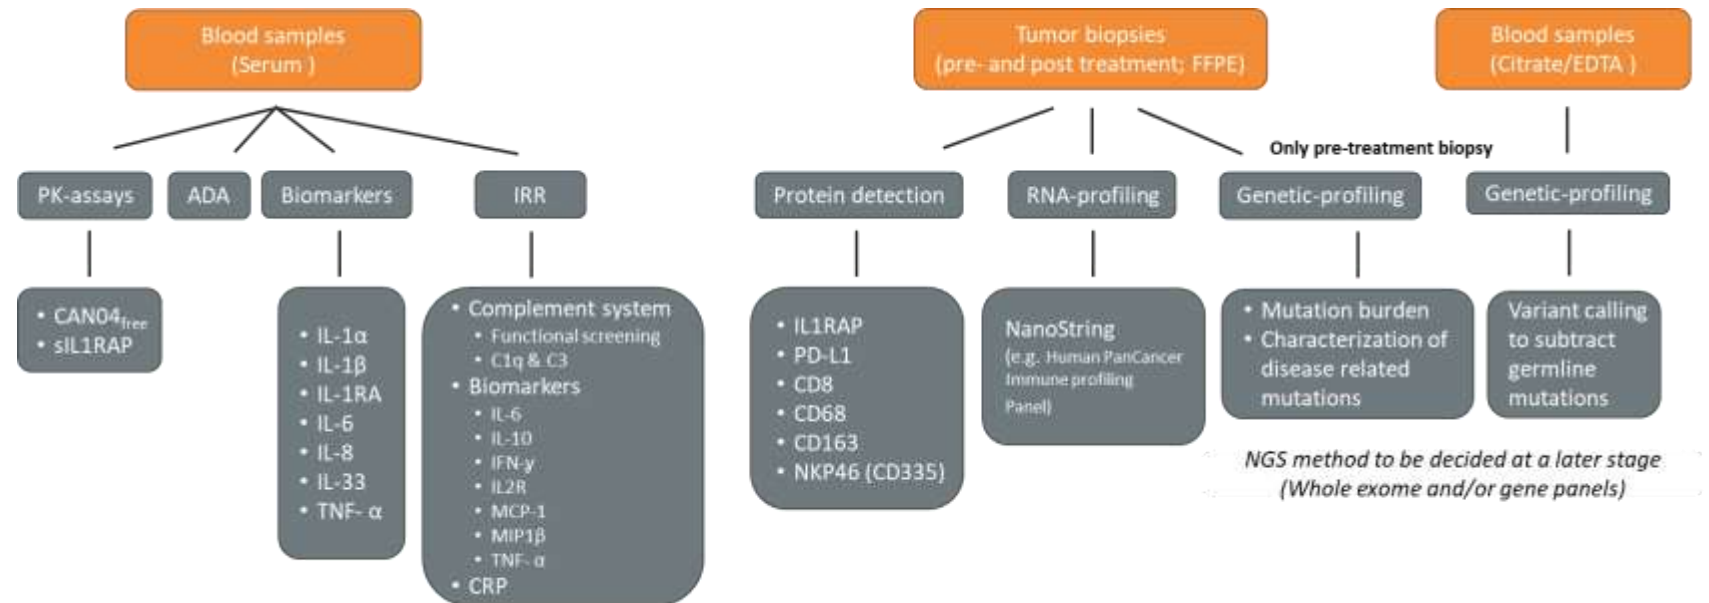 Blood samples
(Serum )
Tumor biopsies
(pre- and post treatment; FFPE)
Blood samples
(Citrate/EDTA )
Only pre-treatment biopsy
PK-assays
ADA
Biomarkers
IRR
Protein detection
RNA-profiling
Genetic-profiling
Genetic-profiling
• CAN04free
• sIL1RAP
• IL-1α
• IL-1β
• IL-1RA
• IL-6
• IL-8
• IL-33
• TNF- α
• Complement system
• Functional screening
• C1q & C3
• Biomarkers
• IL-6
• IL-10
• IFN-γ
• IL2R
• MCP-1
• MIP1β
• TNF- α
• CRP
• IL1RAP
• PD-L1
• CD8
• CD68
• CD163
• NKP46 (CD335)
NanoString
(e.g. Human PanCancer
Immune profiling
Panel)
• Mutation burden
• Characterization of
disease related
mutations
Variant calling
to subtract
germline
mutations
NGS method to be decided at a later stage
(Whole exome and/or gene panels)